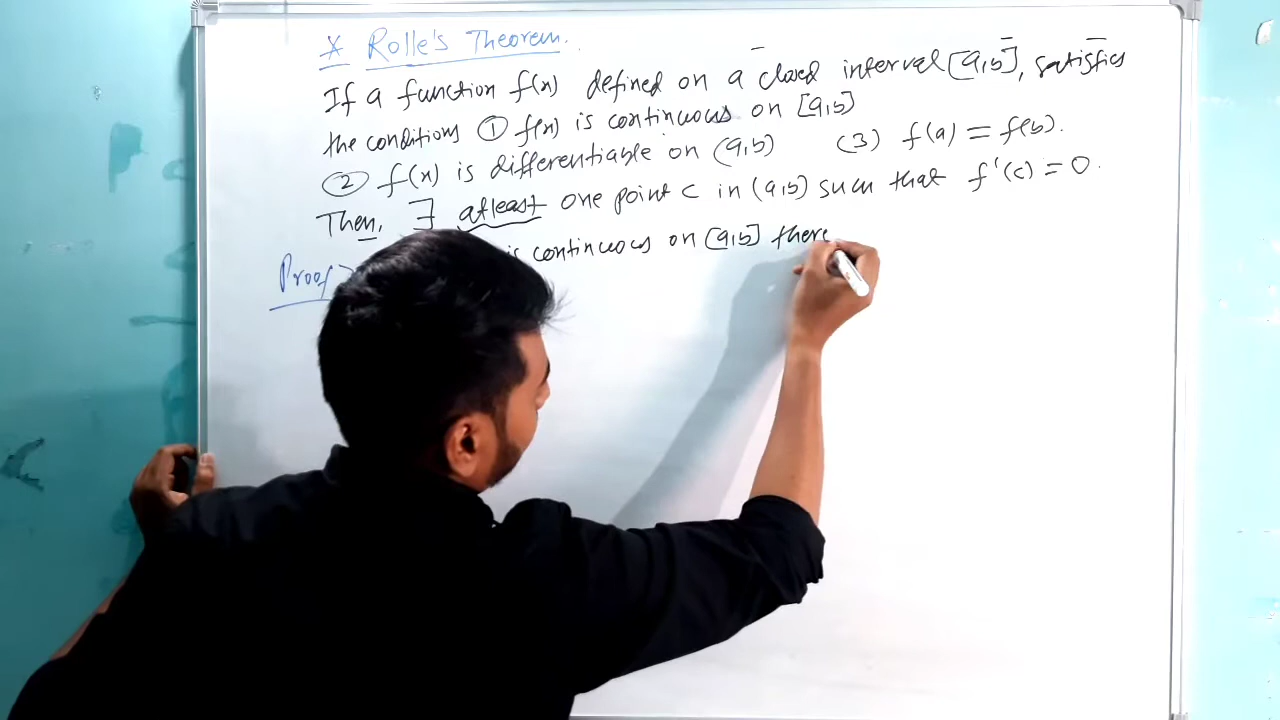 * Rolle's Theorem.
If a function f(x) defined on a closed interval [a,b], satisfies
the conditions ① f(x) is continuous on [a,b]
② f(x) is differentiable on (a,b) (3) f(a) = f(b).
Then, ∃ atleast one point c in (a,b) such that f'(c) = 0.
Proof → is continuous on [a,b] there